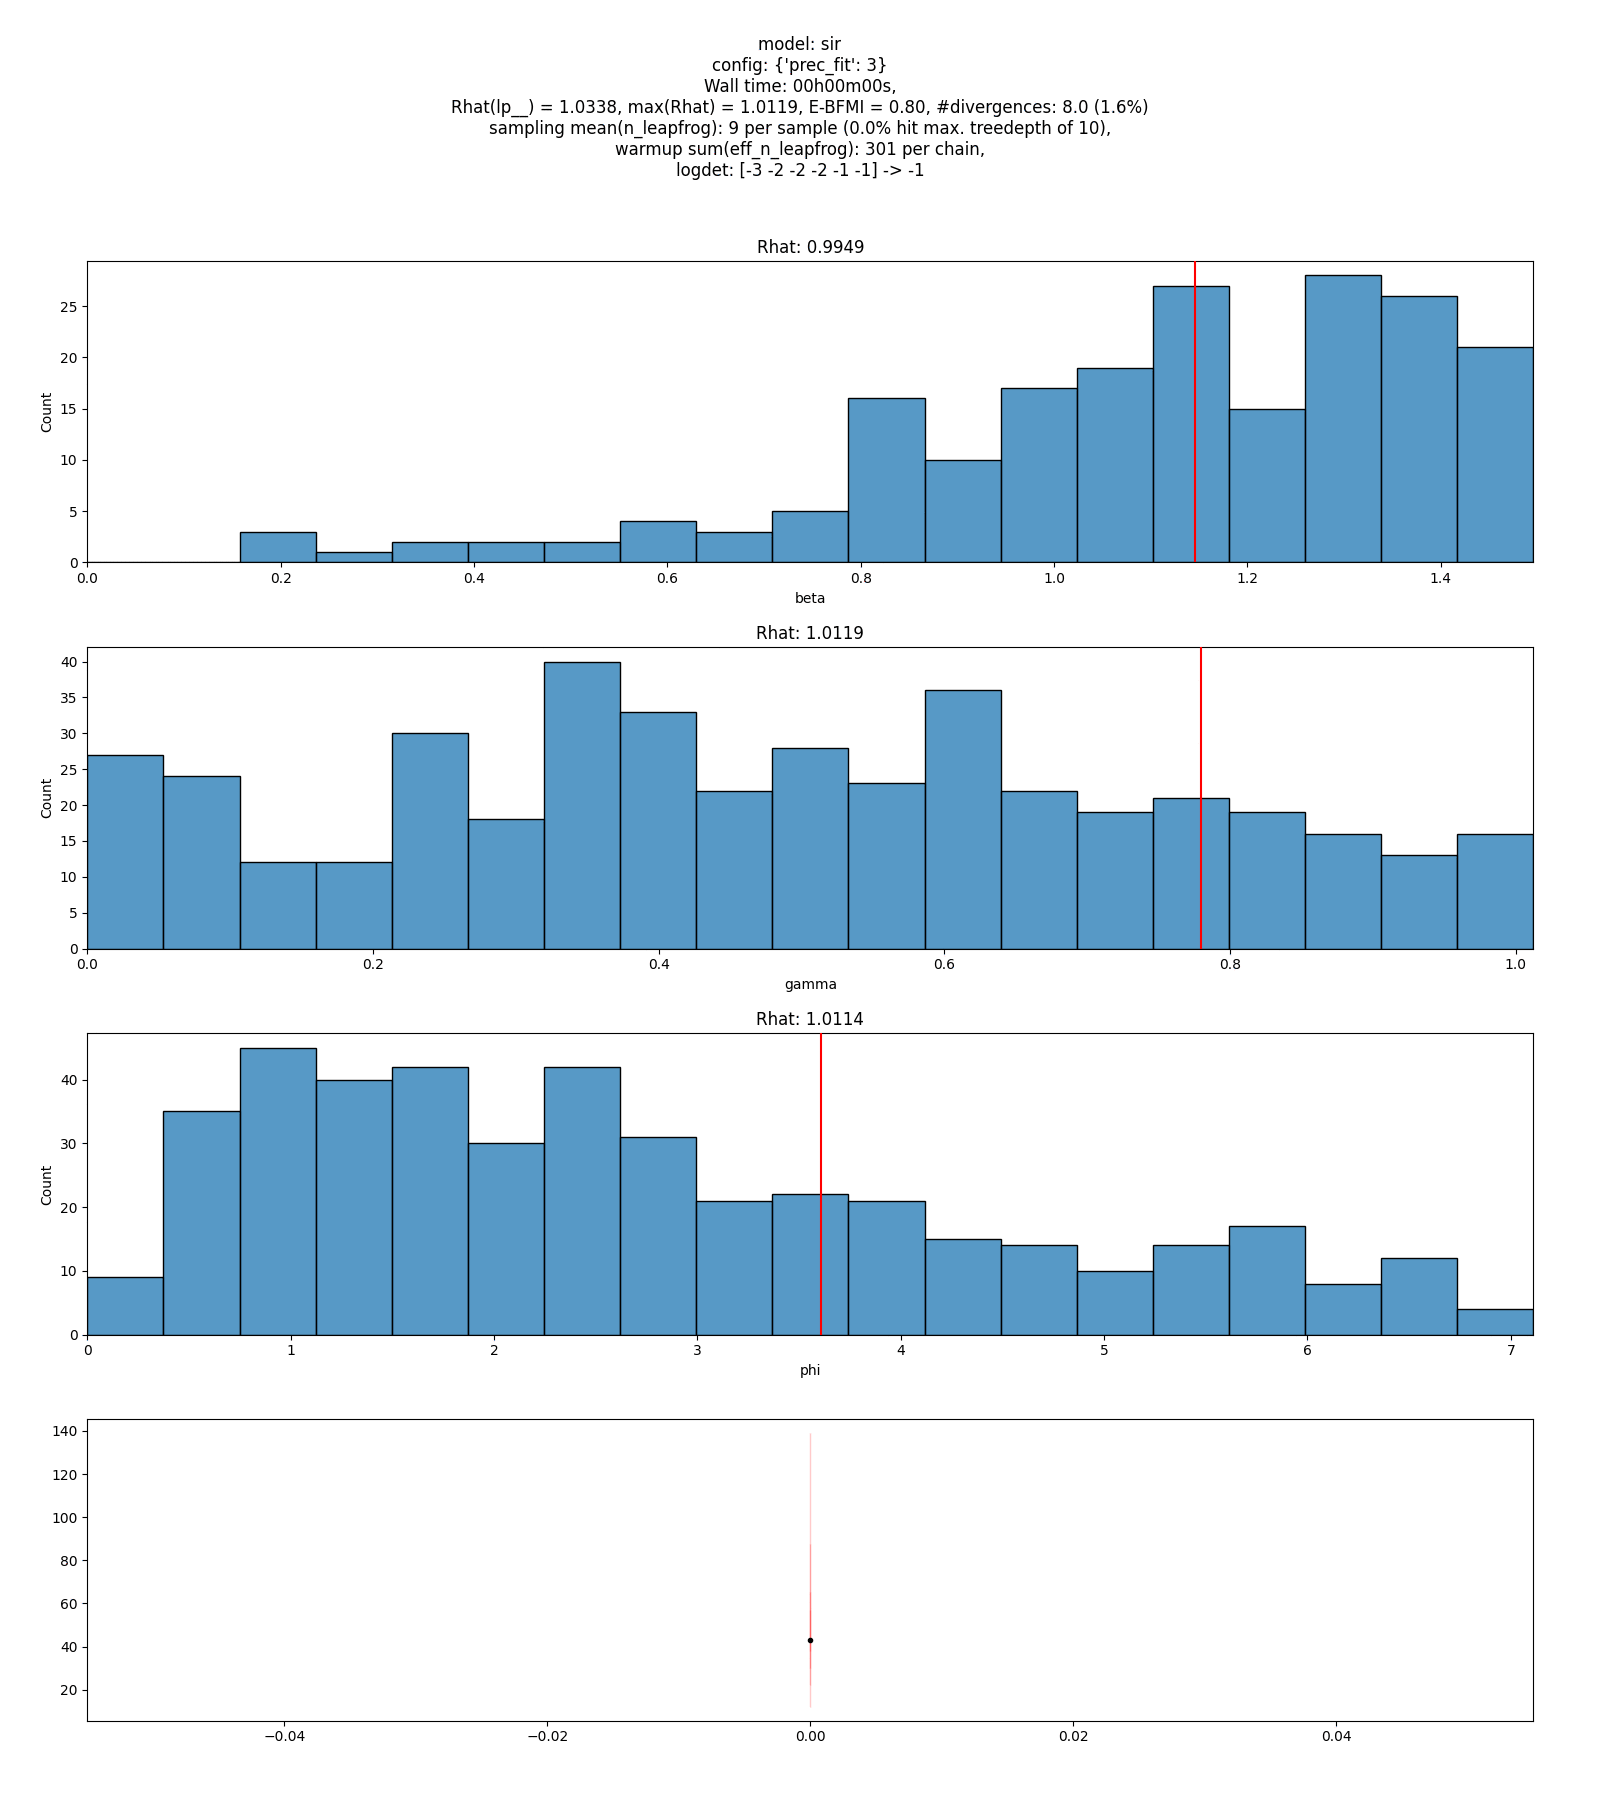 model: sir
config: {'prec_fit': 3}
Wall time: 00h00m00s,
Rhat(lp__) = 1.0338, max(Rhat) = 1.0119, E-BFMI = 0.80, #divergences: 8.0 (1.6%)
sampling mean(n_leapfrog): 9 per sample (0.0% hit max. treedepth of 10),
warmup sum(eff_n_leapfrog): 301 per chain,
logdet: [-3 -2 -2 -2 -1 -1] -> -1
Rhat: 0.9949
25
20
15
10
5
0
Count
0.0 0.2 0.4 0.6 0.8 1.0 1.2 1.4
beta
Rhat: 1.0119
40
35
30
25
20
15
10
5
0
Count
0.0 0.2 0.4 0.6 0.8 1.0
gamma
Rhat: 1.0114
40
30
20
10
0
Count
0 1 2 3 4 5 6 7
phi
140
120
100
80
60
40
20
−0.04 −0.02 0.00 0.02 0.04